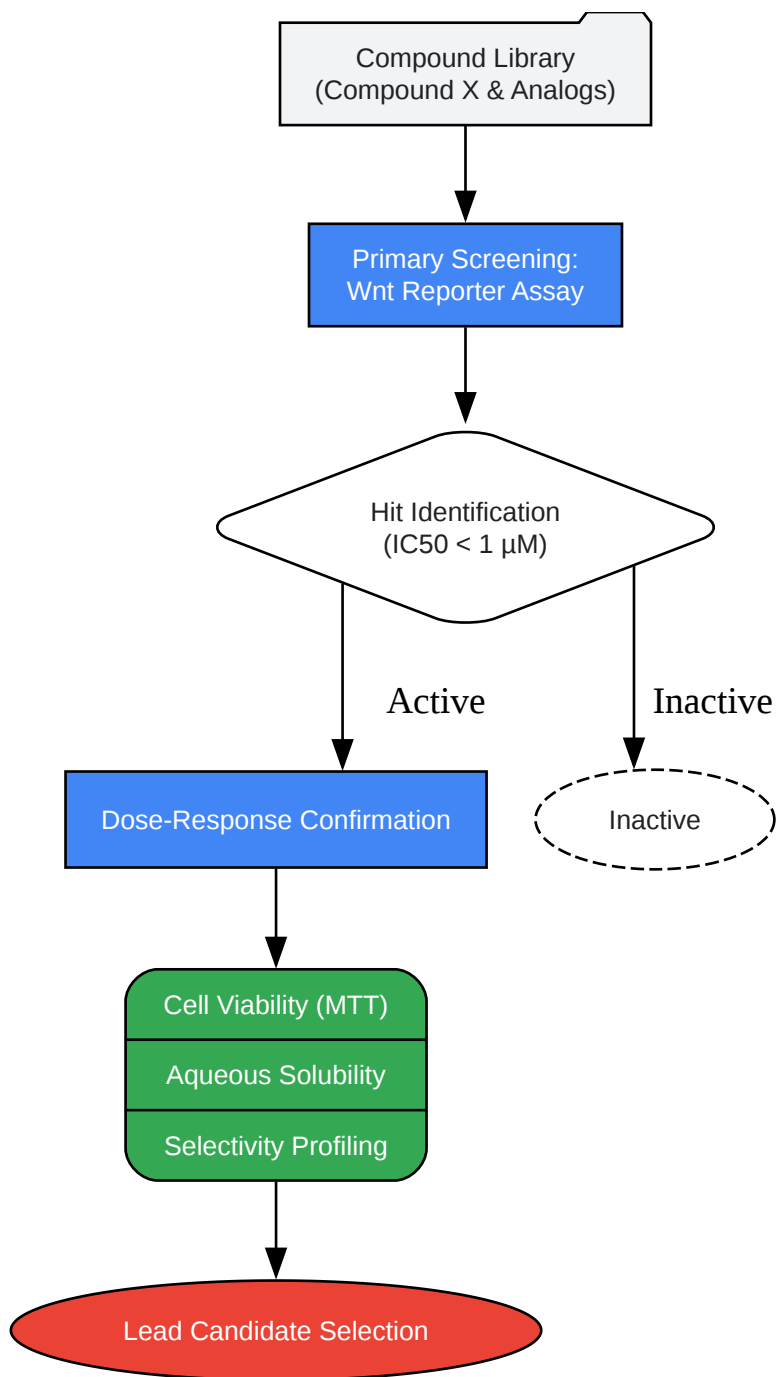 Compound Library
(Compound X & Analogs)
Primary Screening:
Wnt Reporter Assay
Hit Identification
(IC50 < 1 µM)
Active
Inactive
Dose-Response Confirmation
Inactive
Cell Viability (MTT)
Aqueous Solubility
Selectivity Profiling
Lead Candidate Selection